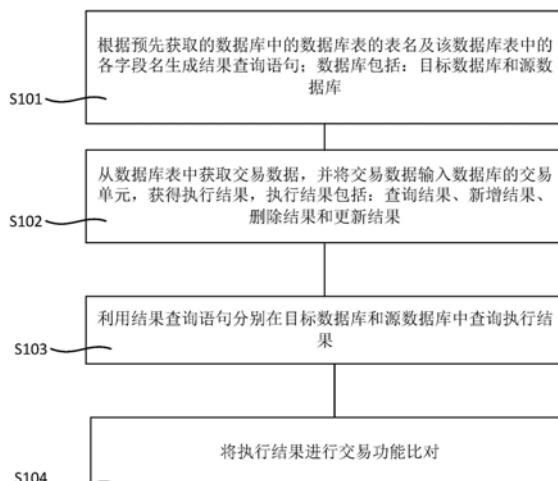 根据预先获取的数据库中的数据库表的表名及该数据库表中的
各字段名生成结果查询语句；数据库包括：目标数据库和源数
据库
S101
从数据库表中获取交易数据，并将交易数据输入数据库的交易
单元，获得执行结果，执行结果包括：查询结果、新增结果、
删除结果和更新结果
S102
利用结果查询语句分别在目标数据库和源数据库中查询执行结
果
S103
将执行结果进行交易功能比对
S104